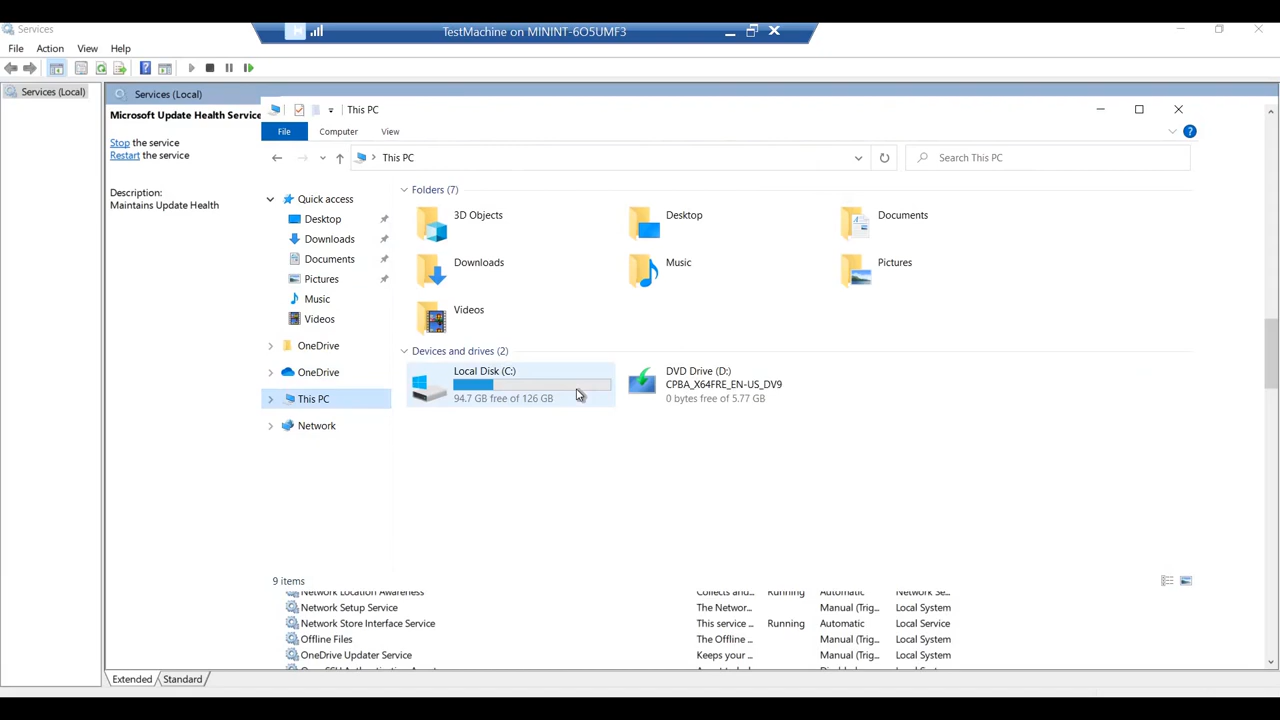 Services
TestMachine on MININT-6O5UMF3
File Action View Help
Services (Local)
Services (Local)
Microsoft Update Health Service
Stop the service
Restart the service
Description:
Maintains Update Health
This PC
File Computer View
This PC
Search This PC
Quick access
Desktop
Downloads
Documents
Pictures
Music
Videos
OneDrive
OneDrive
This PC
Network
Folders (7)
3D Objects
Desktop
Documents
Downloads
Music
Pictures
Videos
Devices and drives (2)
Local Disk (C:)
94.7 GB free of 126 GB
DVD Drive (D:)
CPBA_X64FRE_EN-US_DV9
0 bytes free of 5.77 GB
9 items
Network Location Awareness Collects and... Running Automatic Network Se...
Network Setup Service The Networ... Manual (Trig... Local System
Network Store Interface Service This service ... Running Automatic Local Service
Offline Files The Offline ... Manual (Trig... Local System
OneDrive Updater Service Keeps your ... Manual (Trig... Local System
Extended Standard